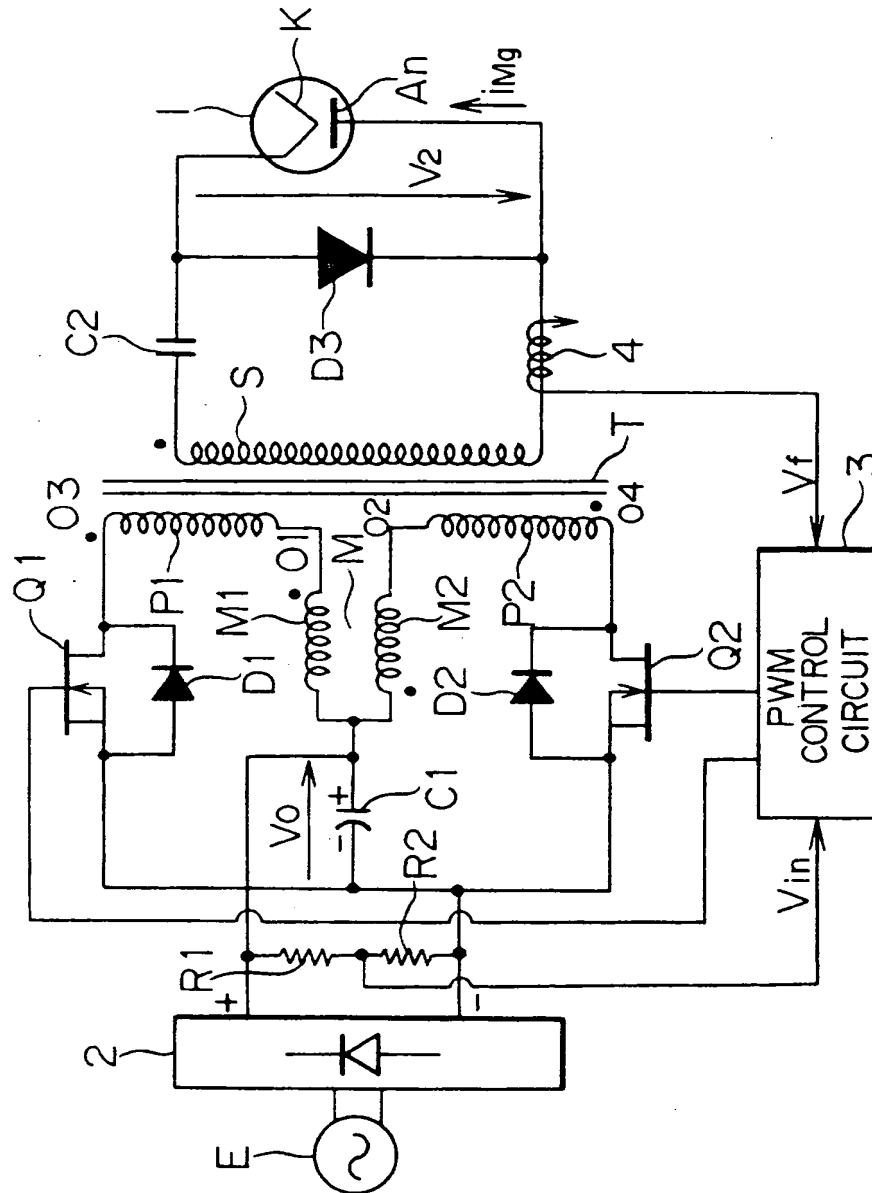 E
2
+
-
R1
R2
Vin
Vo
-
+
C1
Q1
D1
P1
M1
M
M2
D2
P2
Q2
O3
O1
O2
O4
T
S
C2
D3
4
Vf
3
PWM
CONTROL
CIRCUIT
1
K
An
V2
iMg